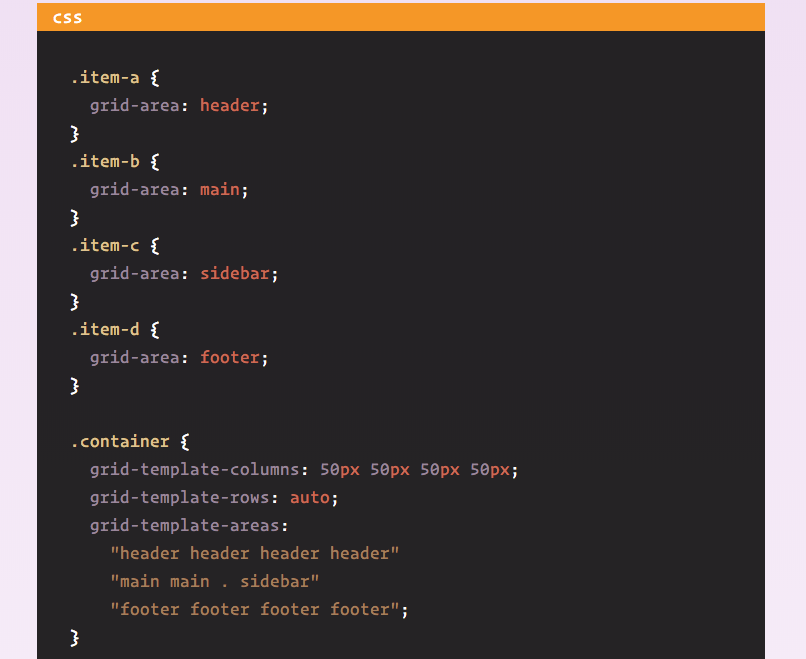 css
.item-a {
  grid-area: header;
}
.item-b {
  grid-area: main;
}
.item-c {
  grid-area: sidebar;
}
.item-d {
  grid-area: footer;
}

.container {
  grid-template-columns: 50px 50px 50px 50px;
  grid-template-rows: auto;
  grid-template-areas:
    "header header header header"
    "main main . sidebar"
    "footer footer footer footer";
}